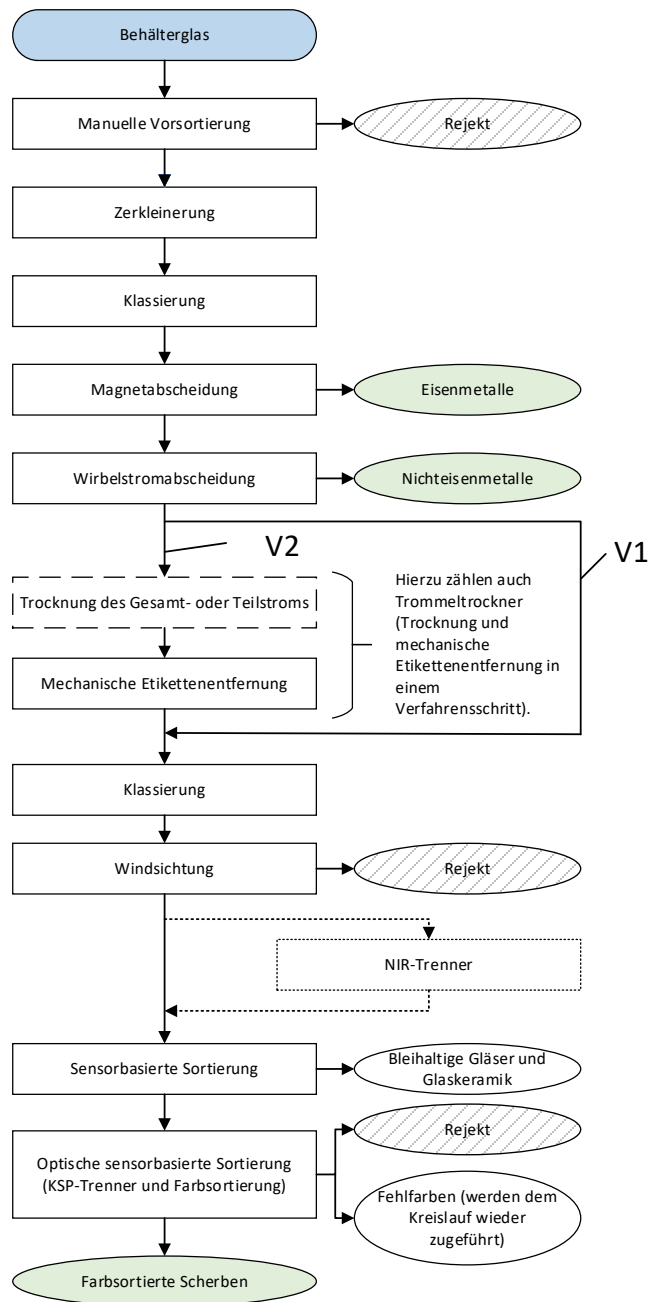 Behälterglas
Manuelle Vorsortierung
Rejekt
Zerkleinerung
Klassierung
Magnetabscheidung
Eisenmetalle
Wirbelstromabscheidung
Nichteisenmetalle
V2
V1
Trocknung des Gesamt- oder Teilstroms
Mechanische Etikettenentfernung
Hierzu zählen auch
Trommeltrockner
(Trocknung und
mechanische
Etikettenentfernung in
einem
Verfahrensschritt).
Klassierung
Windsichtung
Rejekt
NIR-Trenner
Sensorbasierte Sortierung
Bleihaltige Gläser und
Glaskeramik
Optische sensorbasierte Sortierung
(KSP-Trenner und Farbsortierung)
Rejekt
Fehlfarben (werden dem
Kreislauf wieder
zugeführt)
Farbsortierte Scherben